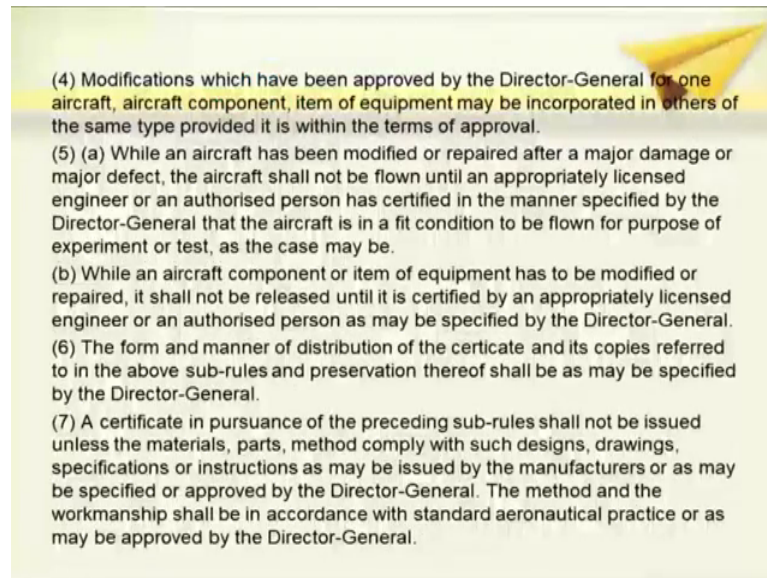 (4) Modifications which have been approved by the Director-General for one
aircraft, aircraft component, item of equipment may be incorporated in others of
the same type provided it is within the terms of approval.
(5) (a) While an aircraft has been modified or repaired after a major damage or
major defect, the aircraft shall not be flown until an appropriately licensed
engineer or an authorised person has certified in the manner specified by the
Director-General that the aircraft is in a fit condition to be flown for purpose of
experiment or test, as the case may be.
(b) While an aircraft component or item of equipment has to be modified or
repaired, it shall not be released until it is certified by an appropriately licensed
engineer or an authorised person as may be specified by the Director-General.
(6) The form and manner of distribution of the certicate and its copies referred
to in the above sub-rules and preservation thereof shall be as may be specified
by the Director-General.
(7) A certificate in pursuance of the preceding sub-rules shall not be issued
unless the materials, parts, method comply with such designs, drawings,
specifications or instructions as may be issued by the manufacturers or as may
be specified or approved by the Director-General. The method and the
workmanship shall be in accordance with standard aeronautical practice or as
may be approved by the Director-General.